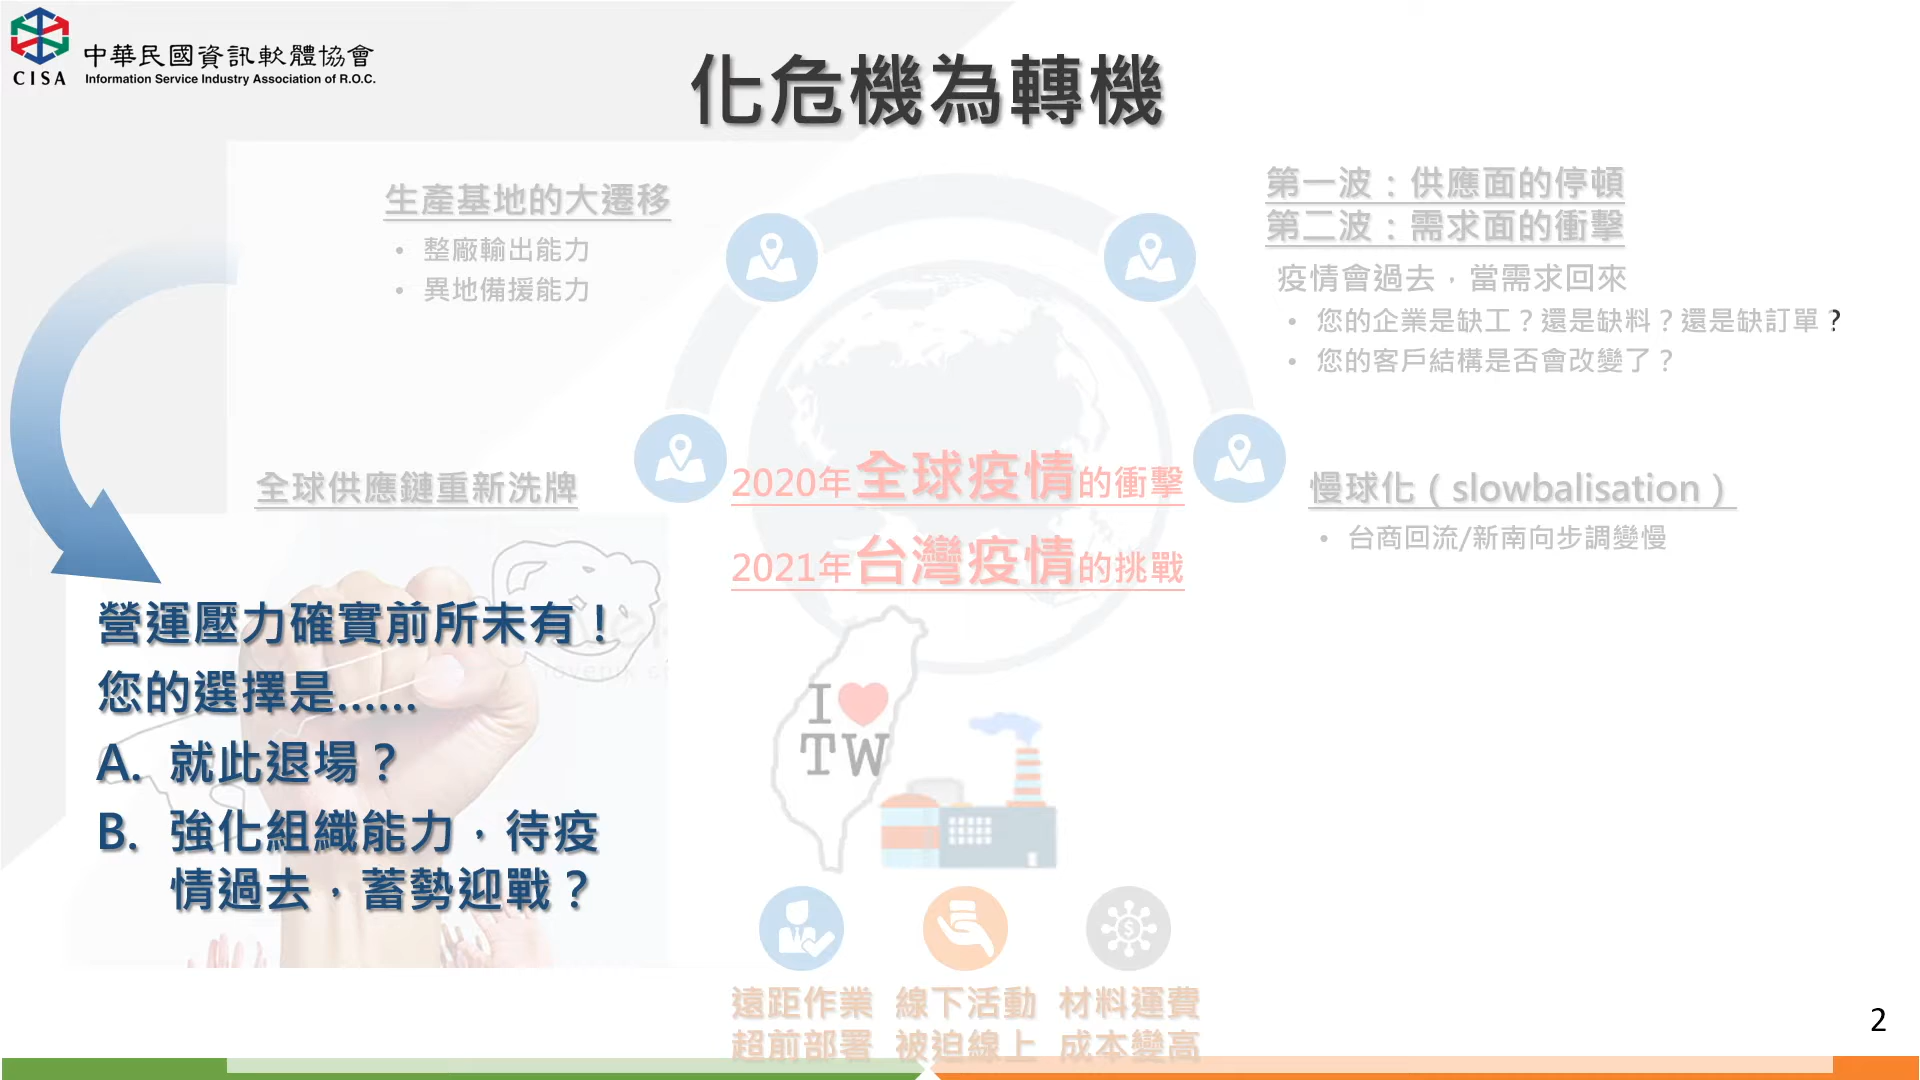 中華民國資訊軟體協會
CISA
Information Service Industry Association of R.O.C.
化危機為轉機
生產基地的大遷移
• 整廠輸出能力
• 異地備援能力
第一波：供應面的停頓
第二波：需求面的衝擊
疫情會過去，當需求回來
• 您的企業是缺工？還是缺料？還是缺訂單？
• 您的客戶結構是否會改變了？
全球供應鏈重新洗牌
2020年全球疫情的衝擊
2021年台灣疫情的挑戰
慢球化（slowbalisation）
• 台商回流/新南向步調變慢
營運壓力確實前所未有！
您的選擇是......
A. 就此退場？
B. 強化組織能力，待疫
情過去，蓄勢迎戰？
I
TW
遠距作業
超前部署
線下活動
被迫線上
材料運費
成本變高
2